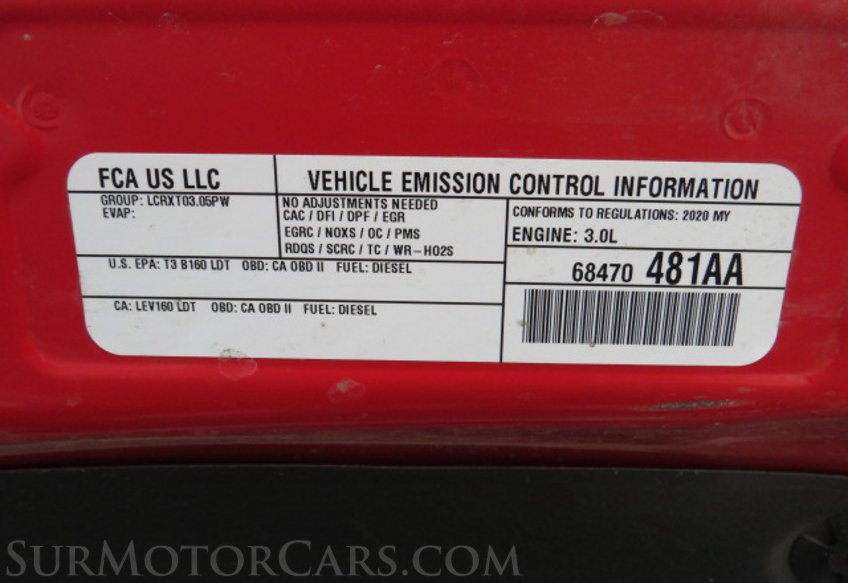 FCA US LLC
VEHICLE EMISSION CONTROL INFORMATION
GROUP: LCRXT03.05PW
EVAP:
NO ADJUSTMENTS NEEDED
CAC / DFI / DPF / EGR
EGRC / NOXS / OC / PMS
RDQS / SCRC / TC / WR-HO2S
CONFORMS TO REGULATIONS: 2020 MY
ENGINE: 3.0L
U.S. EPA: T3 B160 LDT OBD: CA OBD II FUEL: DIESEL
68470 481AA
CA: LEV160 LDT OBD: CA OBD II FUEL: DIESEL
SURMOTORCARS.COM